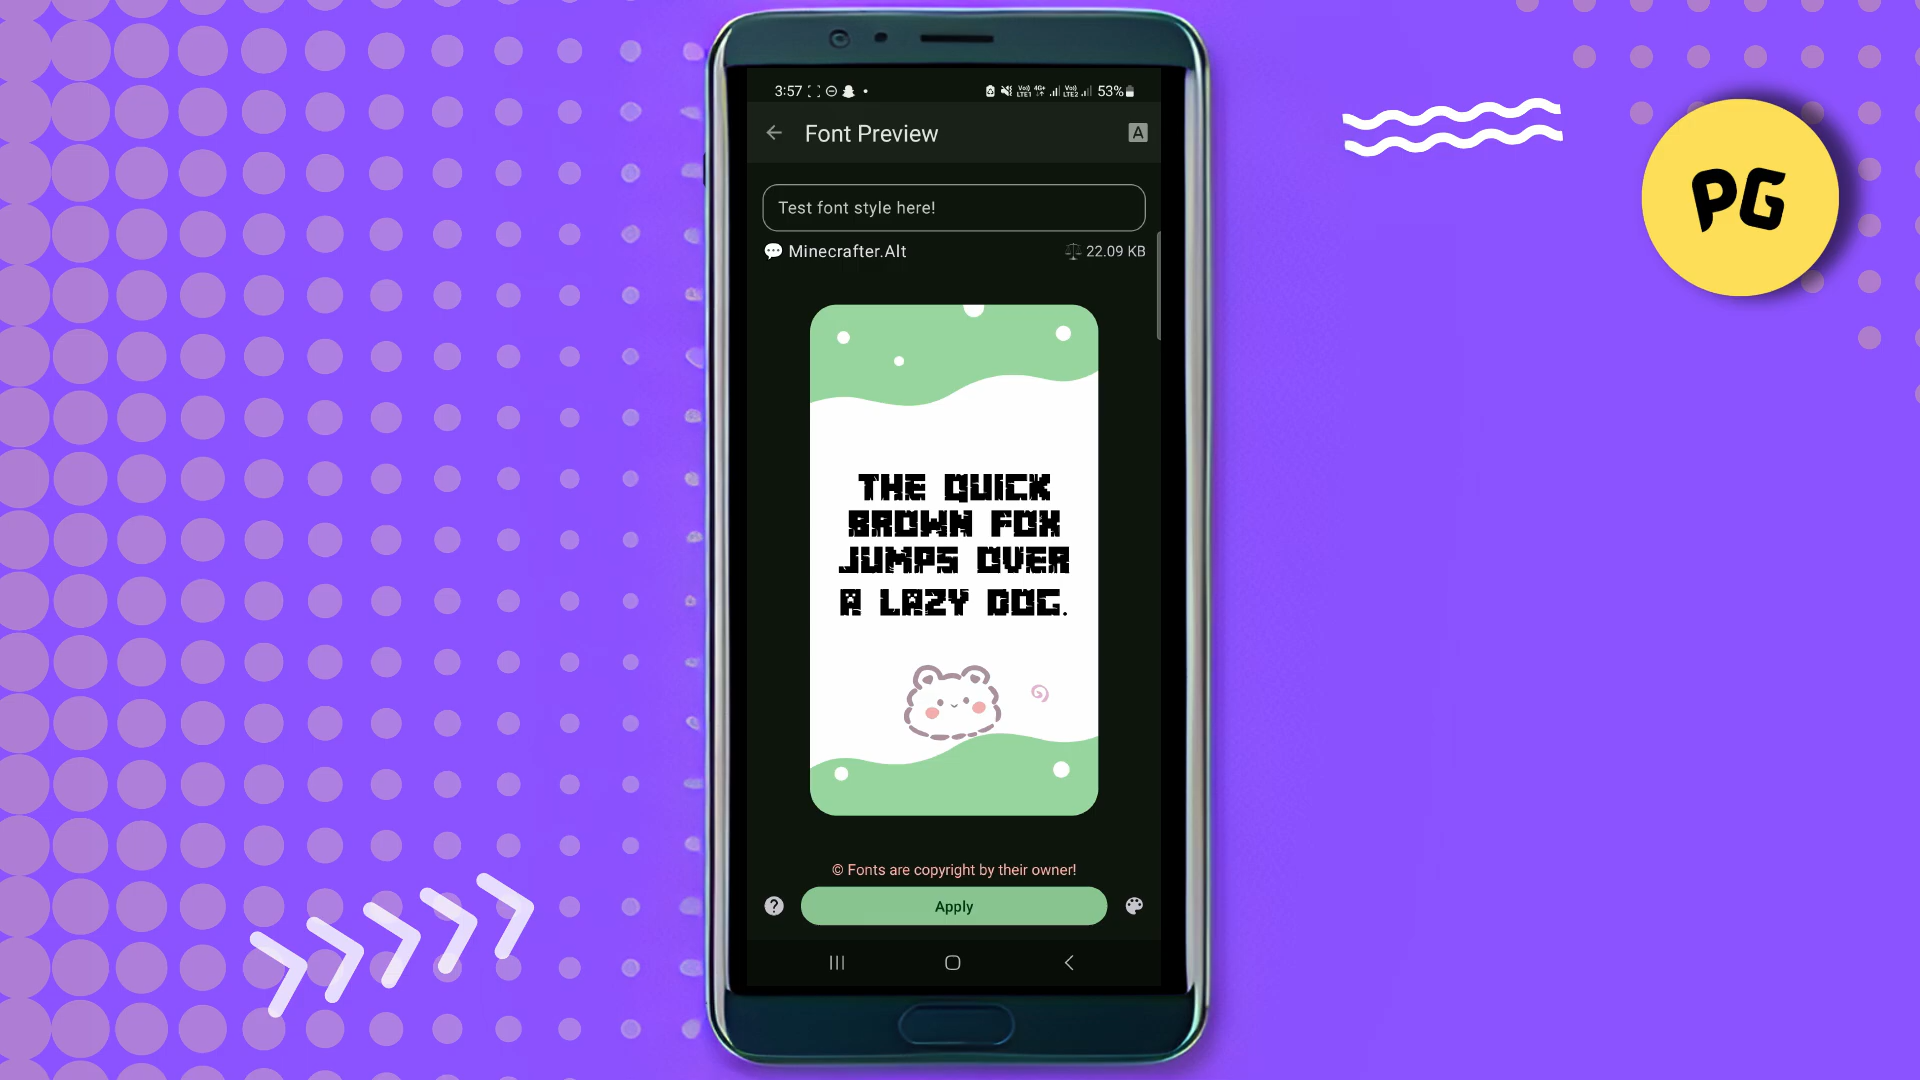 3:57 53%
Font Preview A
PG
Test font style here!
Minecrafter.Alt 22.09 KB
THE QUICK
BROWN FOX
JUMPS OVER
A LAZY DOG.
© Fonts are copyright by their owner!
? Apply